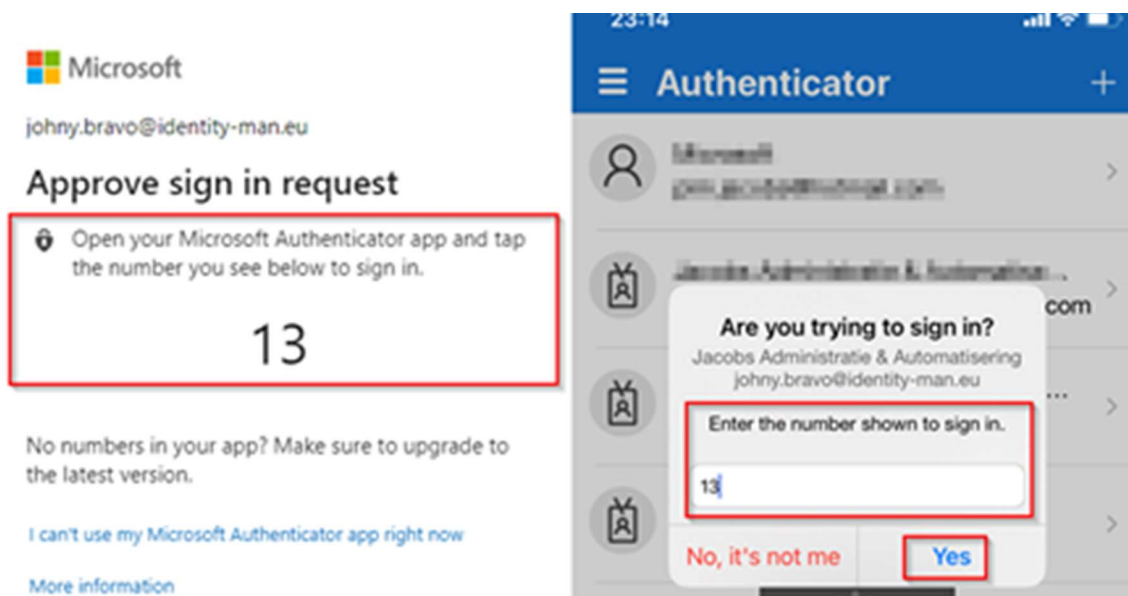 Microsoft
johny.bravo@identity-man.eu
Approve sign in request
Open your Microsoft Authenticator app and tap
the number you see below to sign in.
13
No numbers in your app? Make sure to upgrade to
the latest version.
I can't use my Microsoft Authenticator app right now
More information
23:14
Authenticator
com
Are you trying to sign in?
Jacobs Administratie & Automatisering
johny.bravo@identity-man.eu
...
Enter the number shown to sign in.
13
No, it's not me
Yes